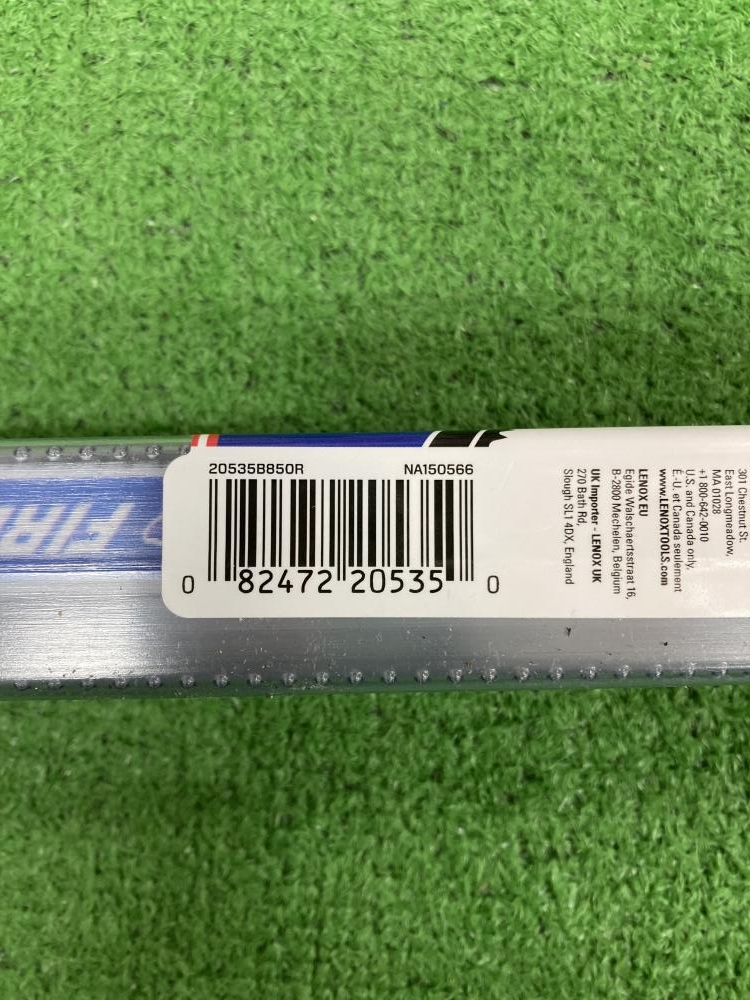 20535B850R NA150566
0 82472 20535 0
301 Chestnut St.
East Longmeadow,
MA 01028
+1 800-642-0010
U.S. and Canada only.
É.-U. et Canada seulement
www.LENOXTOOLS.com
LENOX EU
Egide Walschaertsstraat 16,
B-2800 Mechelen, Belgium
UK Importer - LENOX UK
270 Bath Rd,
Slough SL1 4DX, England